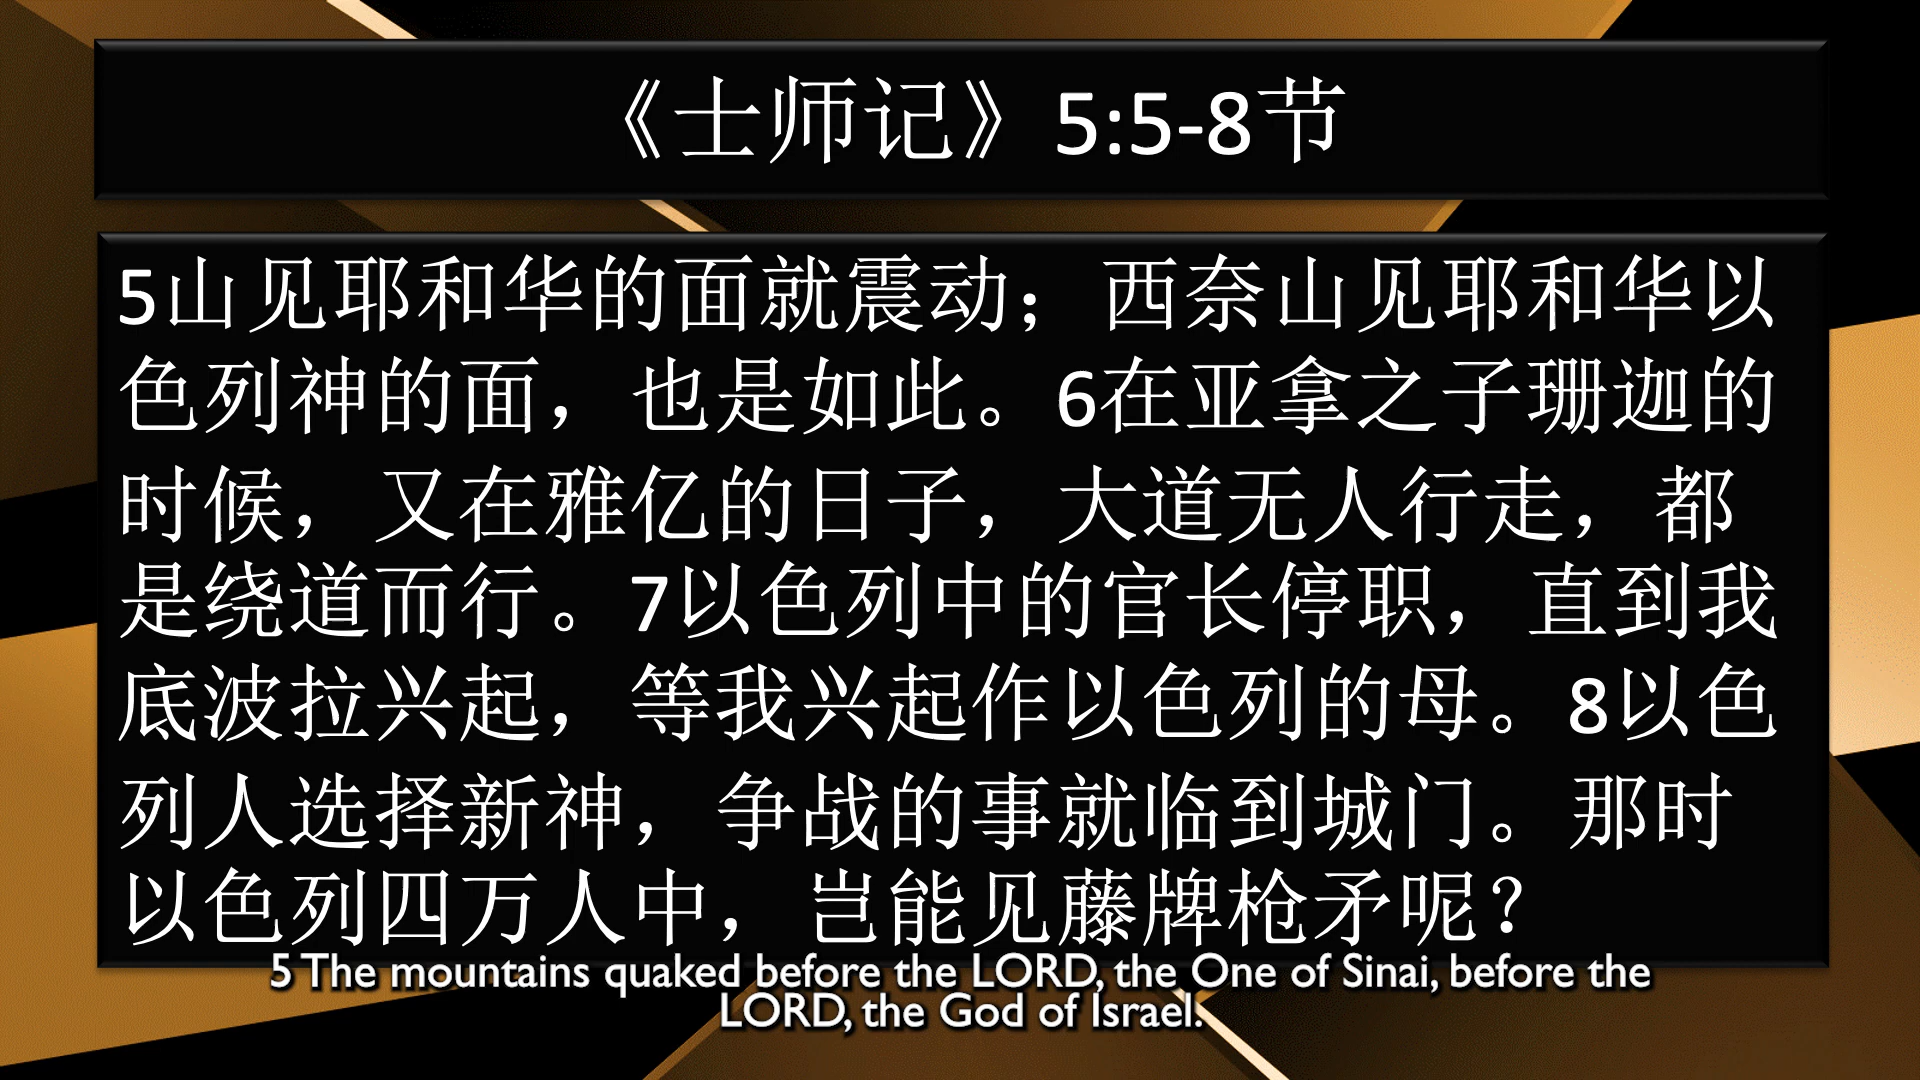 《士师记》5:5-8节
5山见耶和华的面就震动；西奈山见耶和华以
色列神的面，也是如此。6在亚拿之子珊迦的
时候，又在雅亿的日子，大道无人行走，都
是绕道而行。7以色列中的官长停职，直到我
底波拉兴起，等我兴起作以色列的母。8以色
列人选择新神，争战的事就临到城门。那时
以色列四万人中，岂能见藤牌枪矛呢？
5 The mountains quaked before the LORD, the One of Sinai, before the
LORD, the God of Israel.